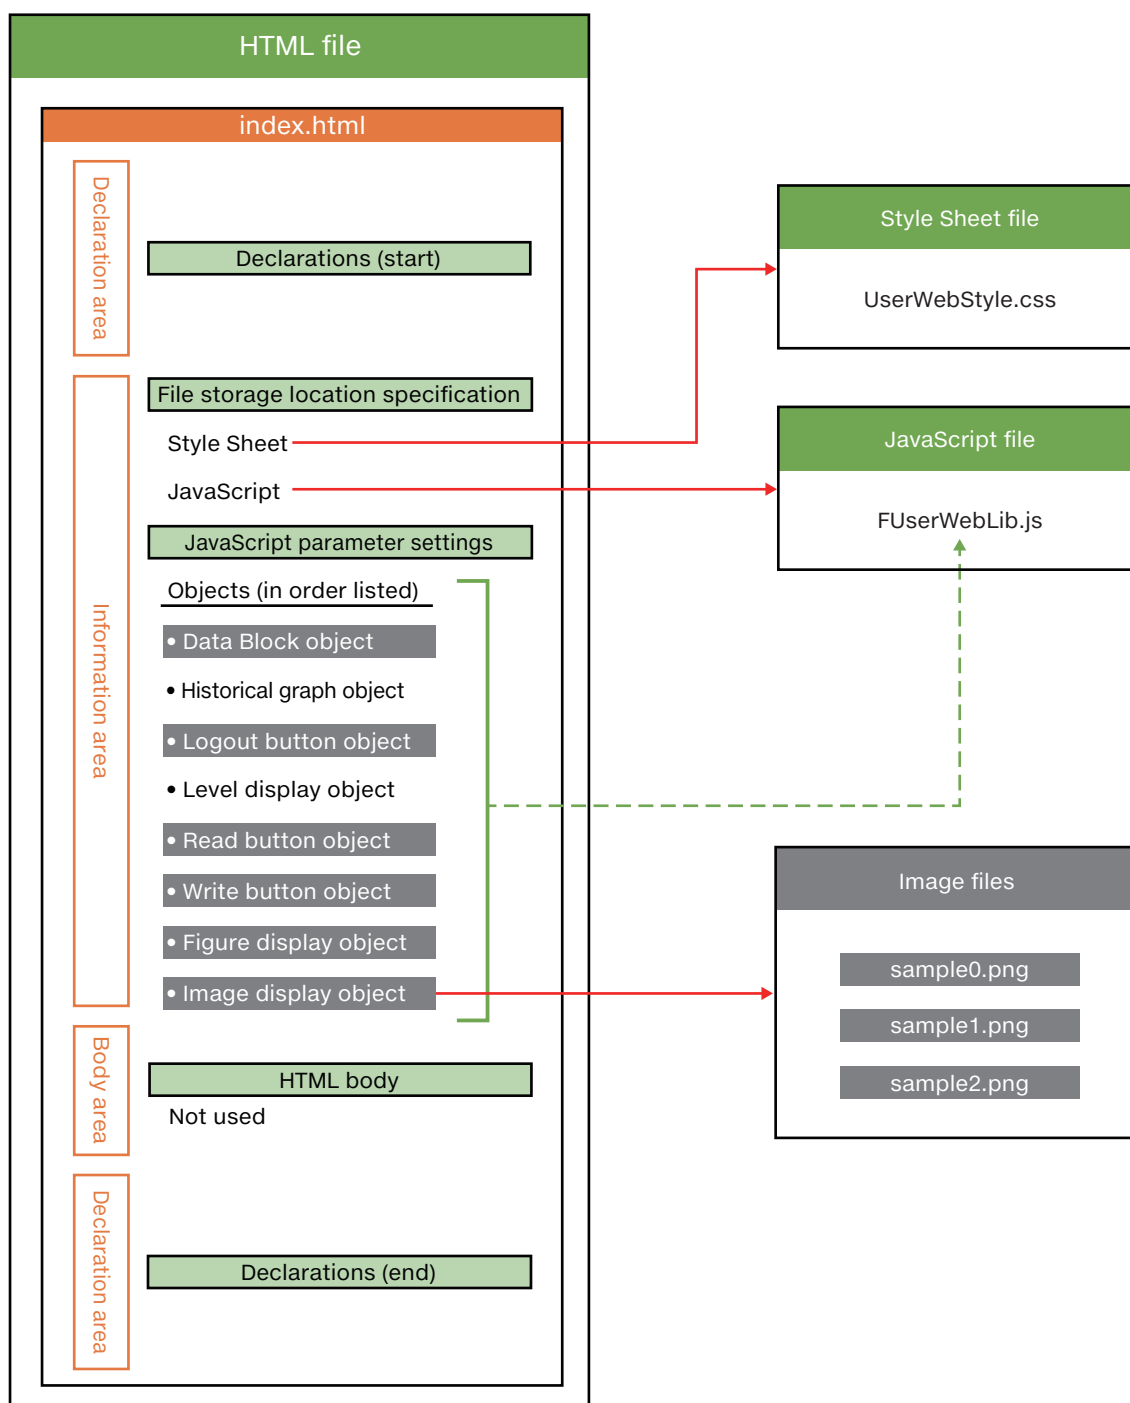 HTML file
index.html
Declaration area
Declarations (start)
Information area
File storage location specification
Style Sheet
JavaScript
JavaScript parameter settings
Objects (in order listed)
• Data Block object
• Historical graph object
• Logout button object
• Level display object
• Read button object
• Write button object
• Figure display object
• Image display object
Body area
HTML body
Not used
Declaration area
Declarations (end)
Style Sheet file
UserWebStyle.css
JavaScript file
FUserWebLib.js
Image files
sample0.png
sample1.png
sample2.png